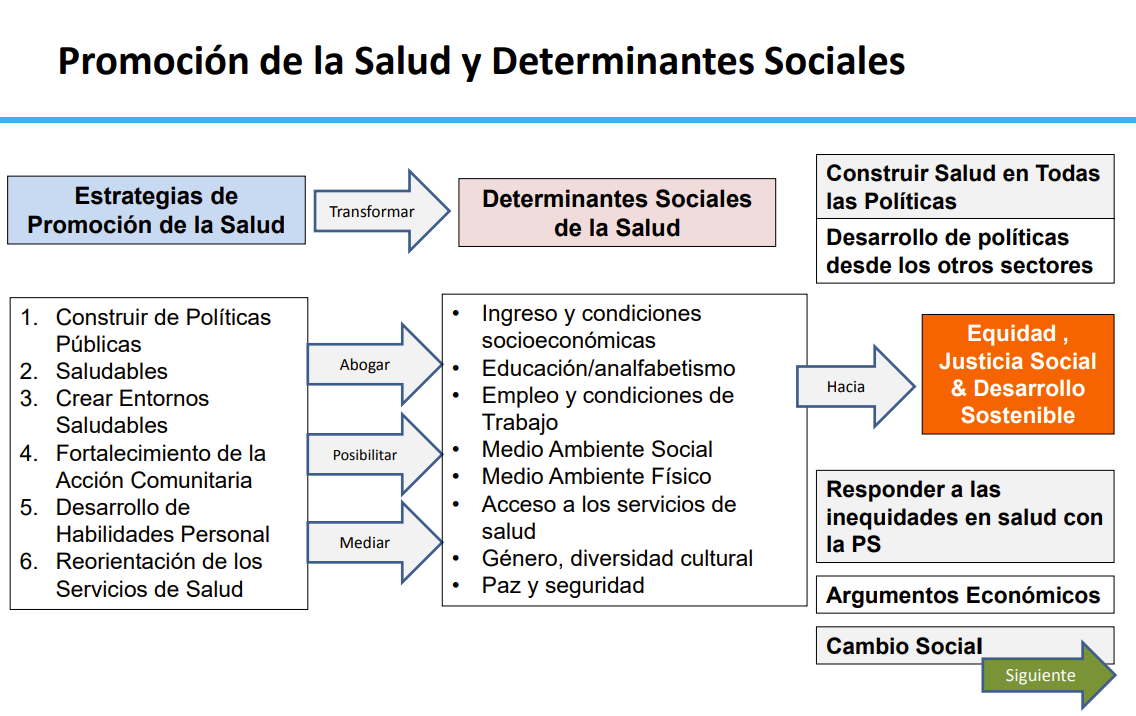 Promoción de la Salud y Determinantes Sociales
Estrategias de
Promoción de la Salud
Transformar
Determinantes Sociales
de la Salud
Construir Salud en Todas
las Políticas
Desarrollo de políticas
desde los otros sectores
1. Construir de Políticas
Públicas
2. Saludables
3. Crear Entornos
Saludables
4. Fortalecimiento de la
Acción Comunitaria
5. Desarrollo de
Habilidades Personal
6. Reorientación de los
Servicios de Salud
Abogar
Posibilitar
Mediar
• Ingreso y condiciones
socioeconómicas
• Educación/analfabetismo
• Empleo y condiciones de
Trabajo
• Medio Ambiente Social
• Medio Ambiente Físico
• Acceso a los servicios de
salud
• Género, diversidad cultural
• Paz y seguridad
Hacia
Equidad ,
Justicia Social
& Desarrollo
Sostenible
Responder a las
inequidades en salud con
la PS
Argumentos Económicos
Cambio Social
Siguiente